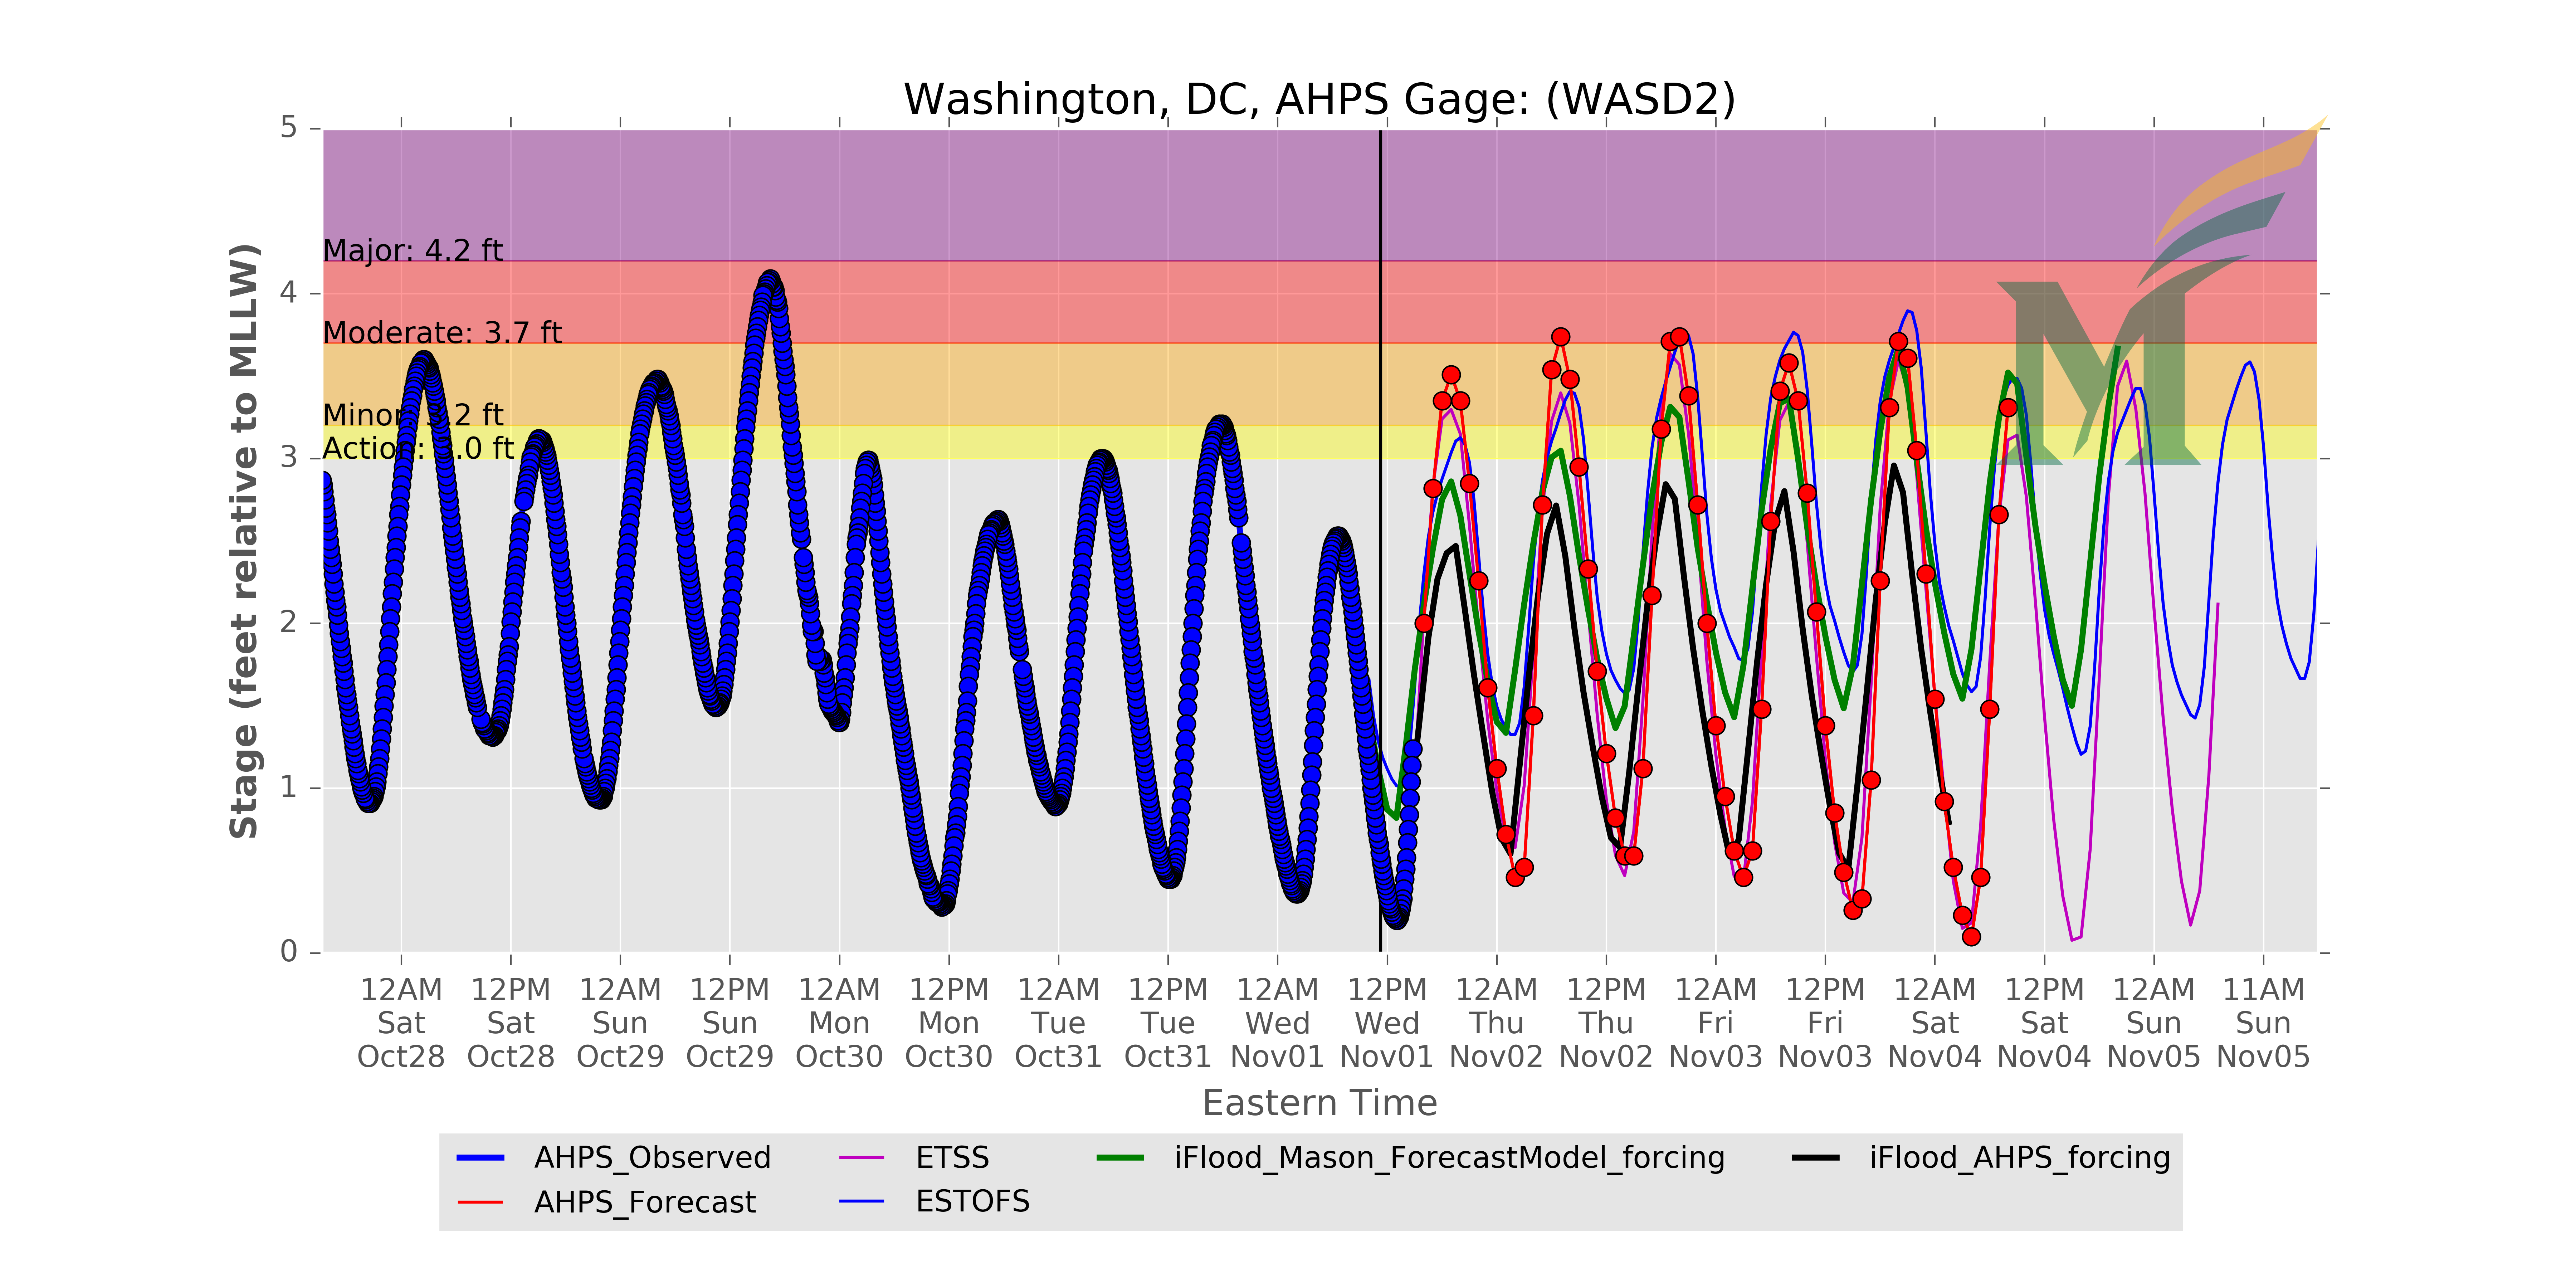 Washington, DC, AHPS Gage: (WASD2)
Stage (feet relative to MLLW)
5
4
3
2
1
0
Major: 4.2 ft
Moderate: 3.7 ft
Minor: 3.2 ft
Action: 3.0 ft
M
12AM 12PM 12AM 12PM 12AM 12PM 12AM 12PM 12AM 12PM 12AM 12PM 12AM 12PM 12AM 12PM 12AM 11AM
Sat Sat Sun Sun Mon Mon Tue Tue Wed Wed Thu Thu Fri Fri Sat Sat Sun Sun
Oct28 Oct28 Oct29 Oct29 Oct30 Oct30 Oct31 Oct31 Nov01 Nov01 Nov02 Nov02 Nov03 Nov03 Nov04 Nov04 Nov05 Nov05
Eastern Time
AHPS_Observed ETSS iFlood_Mason_ForecastModel_forcing iFlood_AHPS_forcing
AHPS_Forecast ESTOFS